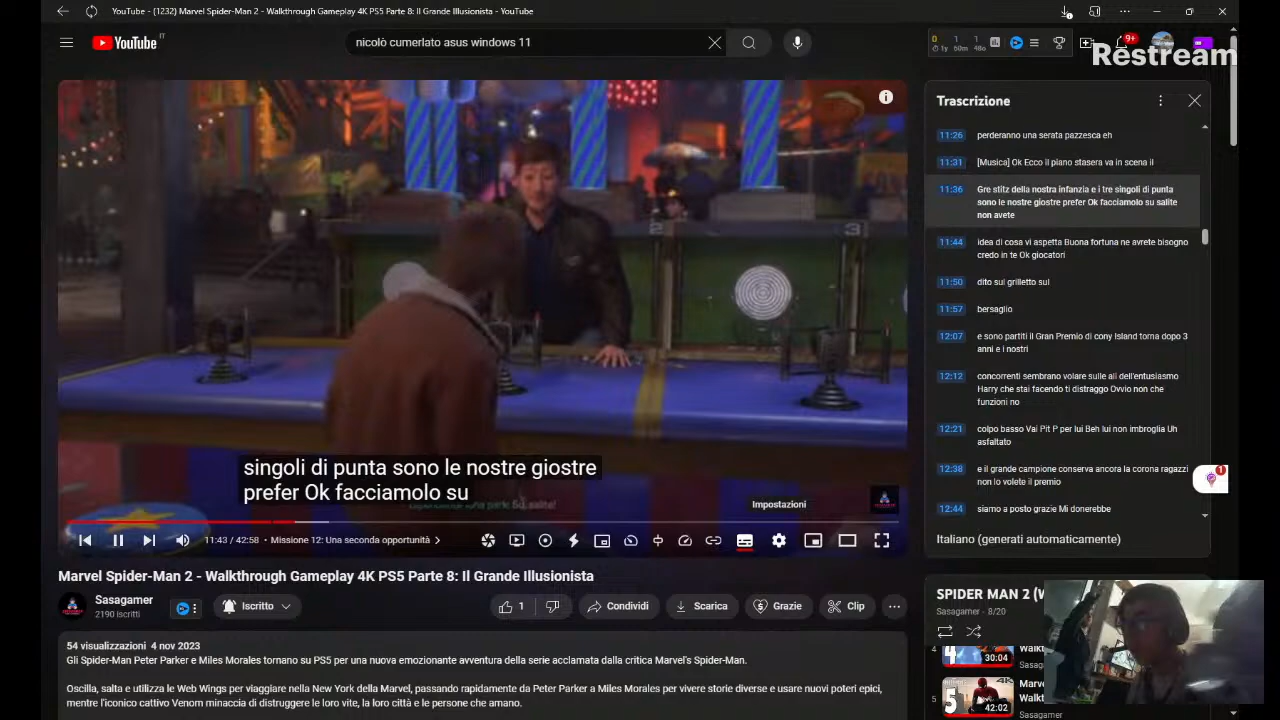 YouTube - (1232) Marvel Spider-Man 2 - Walkthrough Gameplay 4K PS5 Parte 8: Il Grande Illusionista - YouTube
YouTube IT
nicolò cumerlato asus windows 11
9+
Restream
Trascrizione
11:26 perderanno una serata pazzesca eh
11:31 [Musica] Ok Ecco il piano stasera va in scena il
11:36 Gre stitz della nostra infanzia e i tre singoli di punta
sono le nostre giostre prefer Ok facciamolo su salite
non avete
11:44 idea di cosa vi aspetta Buona fortuna ne avrete bisogno
credo in te Ok giocatori
11:50 dito sul grilletto sul
11:57 bersaglio
12:07 e sono partiti il Gran Premio di cony Island torna dopo 3
anni e i nostri
12:12 concorrenti sembrano volare sulle ali dell'entusiasmo
Harry che stai facendo ti distraggo Ovvio non che
funzioni no
12:21 colpo basso Vai Pit P per lui Beh lui non imbroglia Uh
asfaltato
12:38 e il grande campione conserva ancora la corona ragazzi
non lo volete il premio
12:44 siamo a posto grazie Mi donerebbe
Italiano (generati automaticamente)
1
2
3
singoli di punta sono le nostre giostre
prefer Ok facciamolo su
Impostazioni
11:43 / 42:58 • Missione 12: Una seconda opportunità
Marvel Spider-Man 2 - Walkthrough Gameplay 4K PS5 Parte 8: Il Grande Illusionista
Sasagamer
2190 iscritti
Iscritto
1
Condividi
Scarica
Grazie
Clip
54 visualizzazioni 4 nov 2023
Gli Spider-Man Peter Parker e Miles Morales tornano su PS5 per una nuova emozionante avventura della serie acclamata dalla critica Marvel's Spider-Man.
Oscilla, salta e utilizza le Web Wings per viaggiare nella New York della Marvel, passando rapidamente da Peter Parker a Miles Morales per vivere storie diverse e usare nuovi poteri epici,
mentre l'iconico cattivo Venom minaccia di distruggere le loro vite, la loro città e le persone che amano.
SPIDER MAN 2 (W
Sasagamer - 8/20
4
30:04
Walkt
Sasag
5
42:02
Marve
Walkt
Sasag